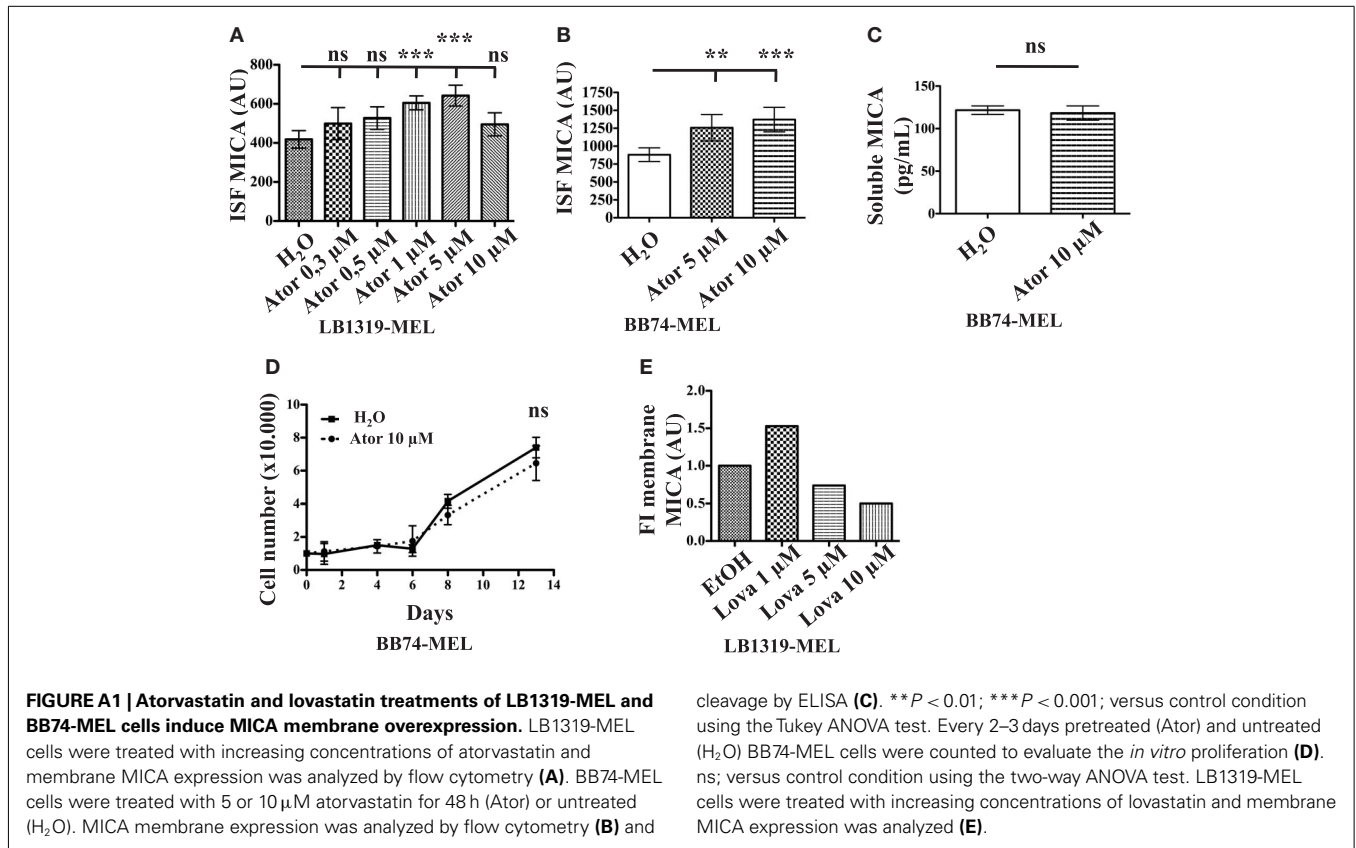 A
ns ns *** *** ns
ISF MICA (AU)
800
600
400
200
0
H₂O
Ator 0,3 µM
Ator 0,5 µM
Ator 1 µM
Ator 5 µM
Ator 10 µM
LB1319-MEL
B
** ***
ISF MICA (AU)
1750
1500
1250
1000
750
500
250
0
H₂O
Ator 5 µM
Ator 10 µM
BB74-MEL
C
ns
Soluble MICA
(pg/mL)
150
100
50
0
H₂O
Ator 10 µM
BB74-MEL
D
ns
H₂O
Ator 10 µM
Cell number (x10.000)
10
8
6
4
2
0
0 2 4 6 8 10 12 14
Days
BB74-MEL
E
FI membrane
MICA (AU)
2.0
1.5
1.0
0.5
0.0
EtOH
Lova 1 µM
Lova 5 µM
Lova 10 µM
LB1319-MEL
FIGURE A1 | Atorvastatin and lovastatin treatments of LB1319-MEL and
BB74-MEL cells induce MICA membrane overexpression. LB1319-MEL
cells were treated with increasing concentrations of atorvastatin and
membrane MICA expression was analyzed by flow cytometry (A). BB74-MEL
cells were treated with 5 or 10 µM atorvastatin for 48 h (Ator) or untreated
(H₂O). MICA membrane expression was analyzed by flow cytometry (B) and
cleavage by ELISA (C). **P < 0.01; ***P < 0.001; versus control condition
using the Tukey ANOVA test. Every 2–3 days pretreated (Ator) and untreated
(H₂O) BB74-MEL cells were counted to evaluate the in vitro proliferation (D).
ns; versus control condition using the two-way ANOVA test. LB1319-MEL
cells were treated with increasing concentrations of lovastatin and membrane
MICA expression was analyzed (E).